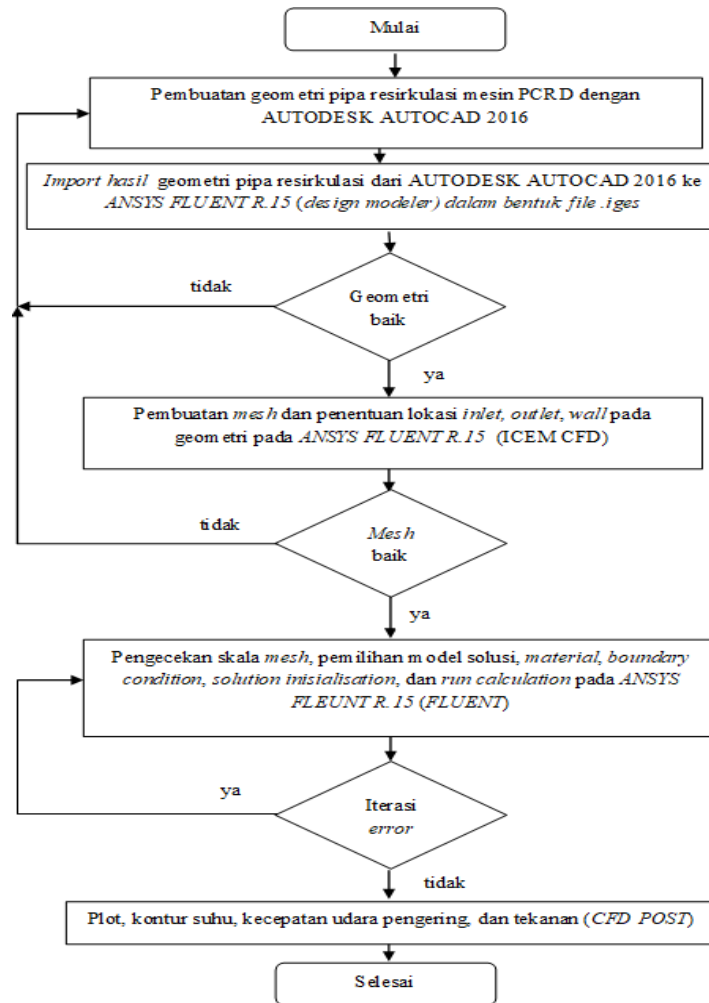 Mulai
Pembuatan geometri pipa resirkulasi mesin PCRD dengan
AUTODESK AUTOCAD 2016
Import hasil geometri pipa resirkulasi dari AUTODESK AUTOCAD 2016 ke
ANSYS FLUENT R.15 (design modeler) dalam bentuk file .iges
tidak
Geometri
baik
ya
Pembuatan mesh dan penentuan lokasi inlet, outlet, wall pada
geometri pada ANSYS FLUENT R.15 (ICEM CFD)
tidak
Mesh
baik
ya
Pengecekan skala mesh, pemilihan model solusi, material, boundary
condition, solution inisialisation, dan run calculation pada ANSYS
FLEUNT R.15 (FLUENT)
ya
Iterasi
error
tidak
Plot, kontur suhu, kecepatan udara pengering, dan tekanan (CFD POST)
Selesai